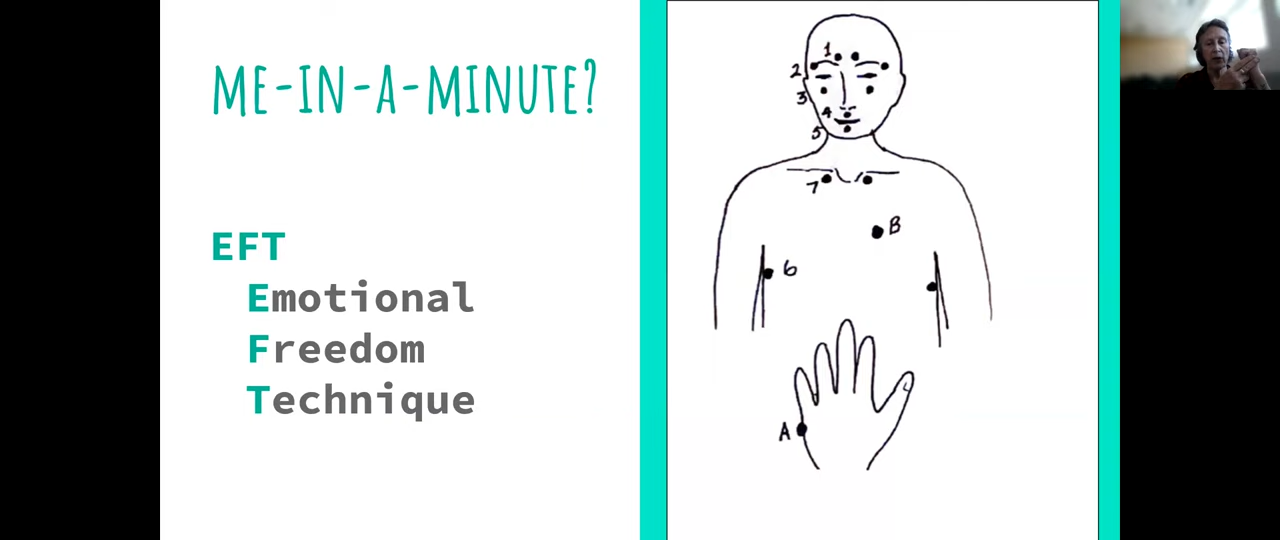 ME-IN-A-MINUTE?
EFT
Emotional
Freedom
Technique
1
2
3
4
5
7
B
6
A